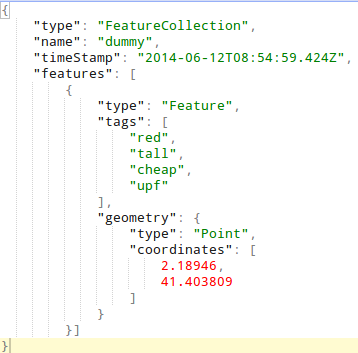 {
    "type": "FeatureCollection",
    "name": "dummy",
    "timeStamp": "2014-06-12T08:54:59.424Z",
    "features": [
        {
            "type": "Feature",
            "tags": [
                "red",
                "tall",
                "cheap",
                "upf"
            ],
            "geometry": {
                "type": "Point",
                "coordinates": [
                    2.18946,
                    41.403809
                ]
            }
        }]
}